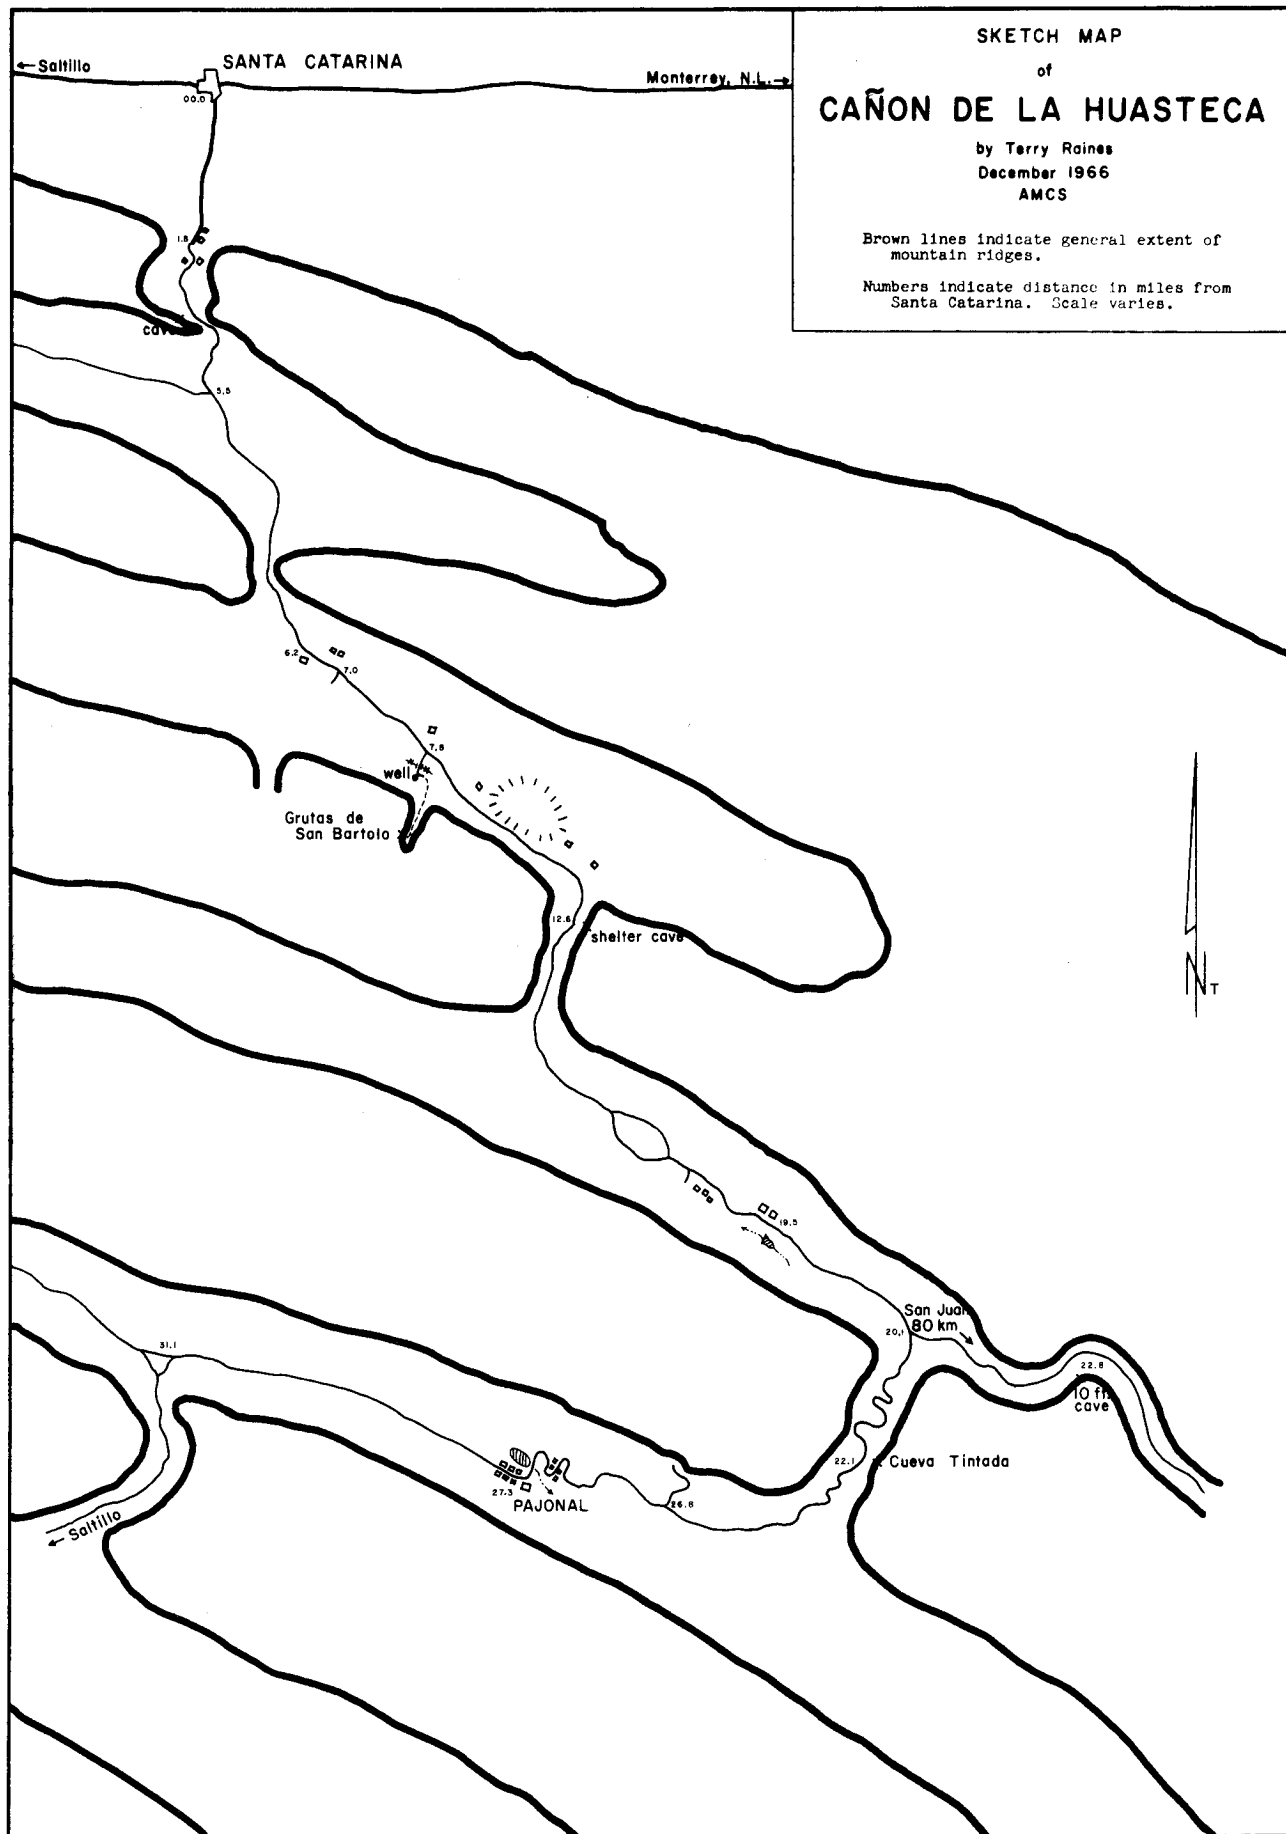 SKETCH MAP
of
CAÑON DE LA HUASTECA
by Terry Raines
December 1966
AMCS
Brown lines indicate general extent of
mountain ridges.
Numbers indicate distance in miles from
Santa Catarina. Scale varies.
←Saltillo
SANTA CATARINA
Monterrey, N.L.→
00.0
1.8
cave
5.5
6.2
7.0
7.8
well
Grutas de
San Bartolo
12.6
shelter cave
NT
19.5
San Juan
80 km
20.1
22.8
10 ft.
cave
31.1
22.1
Cueva Tintada
27.3
PAJONAL
26.8
← Saltillo